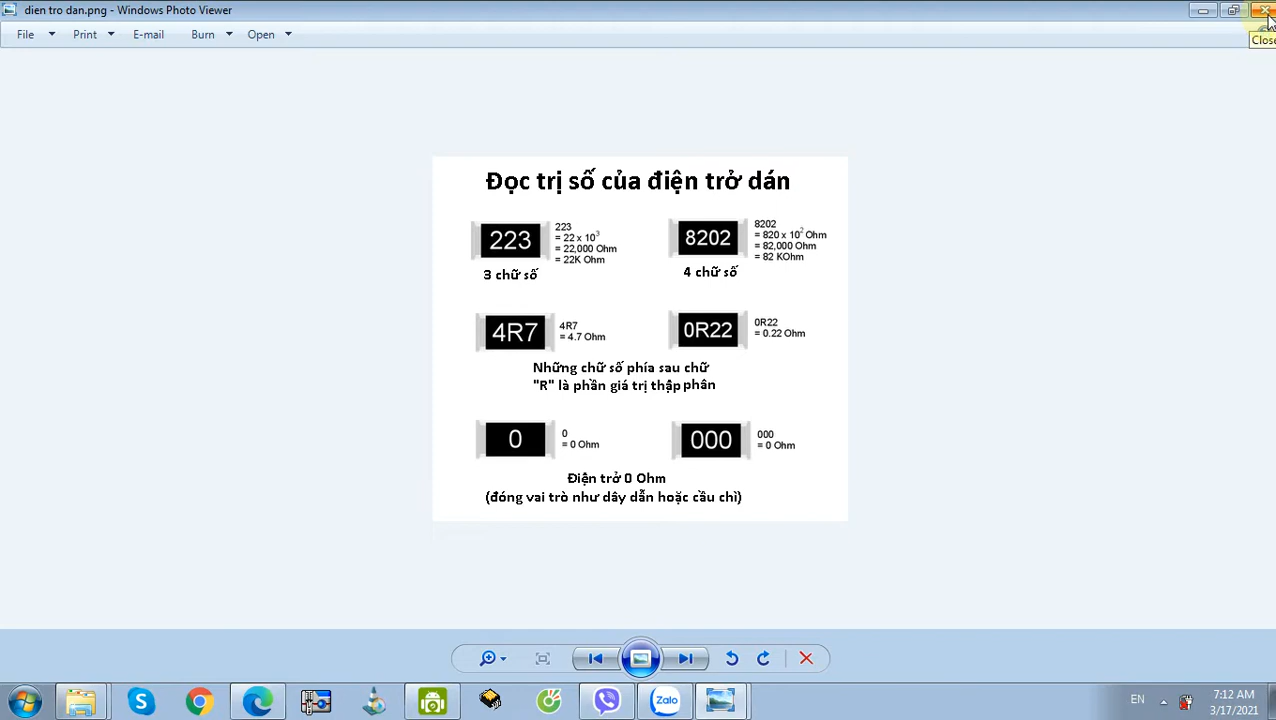 dien tro dan.png - Windows Photo Viewer
File Print E-mail Burn Open
Close
Đọc trị số của điện trở dán
223
223
= 22 x 10³
= 22,000 Ohm
= 22K Ohm
3 chữ số
8202
8202
= 820 x 10² Ohm
= 82,000 Ohm
= 82 KOhm
4 chữ số
4R7
4R7
= 4.7 Ohm
0R22
0R22
= 0.22 Ohm
Những chữ số phía sau chữ
"R" là phần giá trị thập phân
0
0
= 0 Ohm
000
000
= 0 Ohm
Điện trở 0 Ohm
(đóng vai trò như dây dẫn hoặc cầu chì)
Zalo
EN
7:12 AM
3/17/2021